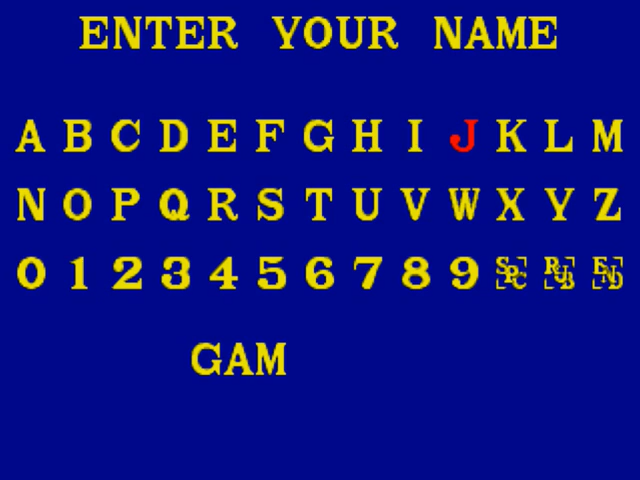 ENTER YOUR NAME
A B C D E F G H I J K L M
N O P Q R S T U V W X Y Z
0 1 2 3 4 5 6 7 8 9 SPC RUB END
GAM